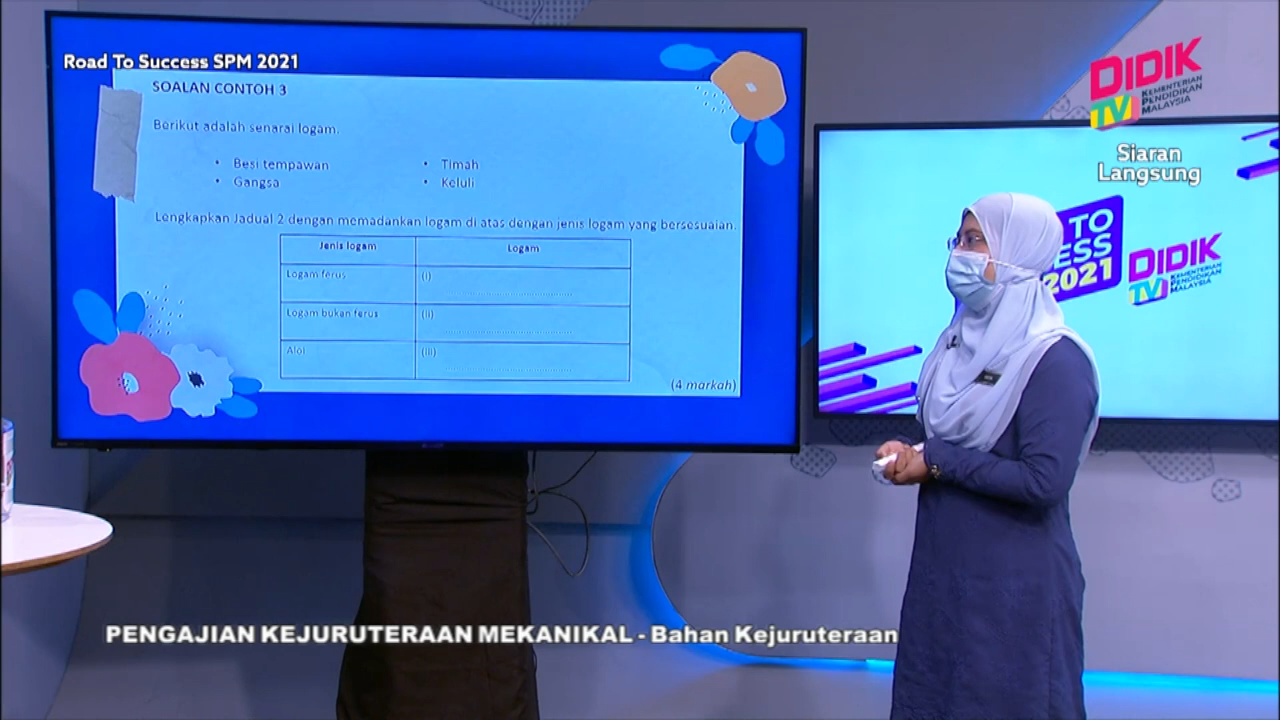 Road To Success SPM 2021
SOALAN CONTOH 3
Berikut adalah senarai logam.
• Besi tempawan
• Timah
• Gangsa
• Keluli
Lengkapkan Jadual 2 dengan memadankan logam di atas dengan jenis logam yang bersesuaian.
Jenis logam
Logam
Logam ferus
(i)
Logam bukan ferus
(ii)
Aloi
(iii)
(4 markah)
DIDIK
TV
KEMENTERIAN
PENDIDIKAN
MALAYSIA
Siaran
Langsung
TO
ESS
2021
DIDIK
TV
KEMENTERIAN
PENDIDIKAN
MALAYSIA
PENGAJIAN KEJURUTERAAN MEKANIKAL - Bahan Kejuruteraan